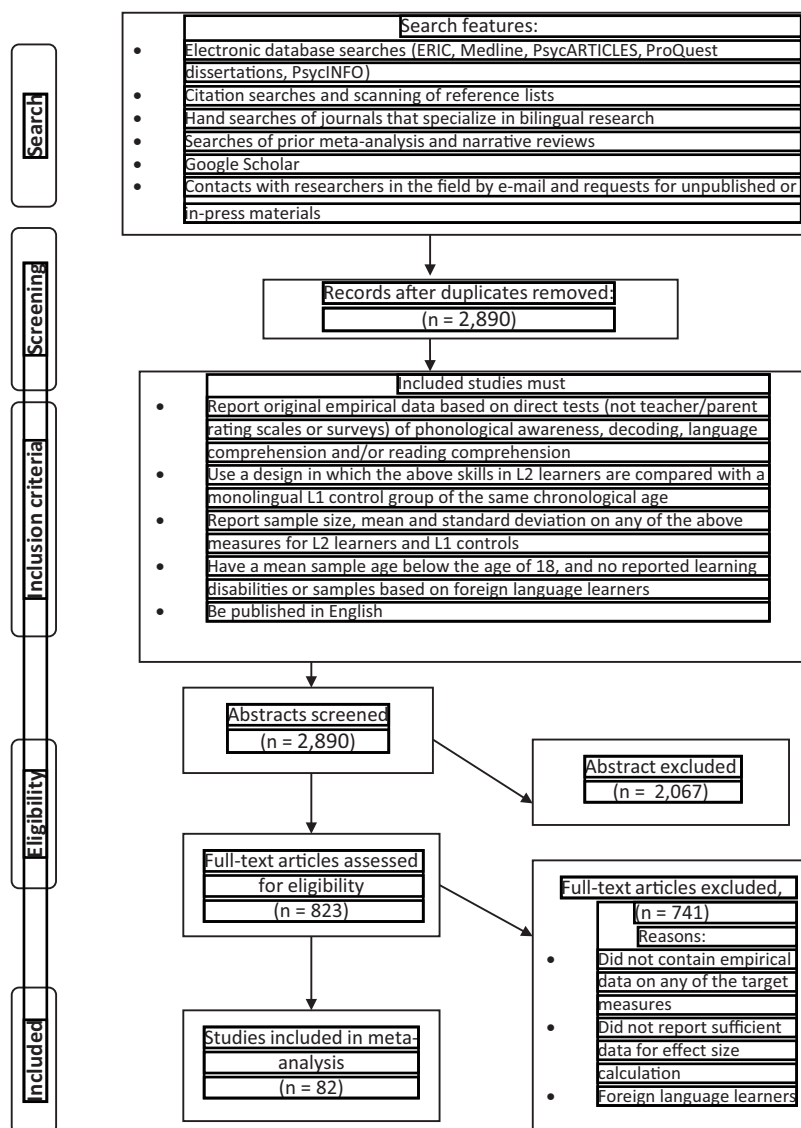 Search
Search features:
• Electronic database searches (ERIC, Medline, PsycARTICLES, ProQuest
dissertations, PsycINFO)
• Citation searches and scanning of reference lists
• Hand searches of journals that specialize in bilingual research
• Searches of prior meta-analysis and narrative reviews
• Google Scholar
• Contacts with researchers in the field by e-mail and requests for unpublished or
in-press materials
Screening
Records after duplicates removed:
(n = 2,890)
Inclusion criteria
Included studies must
• Report original empirical data based on direct tests (not teacher/parent
rating scales or surveys) of phonological awareness, decoding, language
comprehension and/or reading comprehension
• Use a design in which the above skills in L2 learners are compared with a
monolingual L1 control group of the same chronological age
• Report sample size, mean and standard deviation on any of the above
measures for L2 learners and L1 controls
• Have a mean sample age below the age of 18, and no reported learning
disabilities or samples based on foreign language learners
• Be published in English
Eligibility
Abstracts screened
(n = 2,890)
Abstract excluded
(n = 2,067)
Full-text articles assessed
for eligibility
(n = 823)
Full-text articles excluded,
(n = 741)
Reasons:
• Did not contain empirical
data on any of the target
measures
• Did not report sufficient
data for effect size
calculation
• Foreign language learners
Included
Studies included in meta-
analysis
(n = 82)